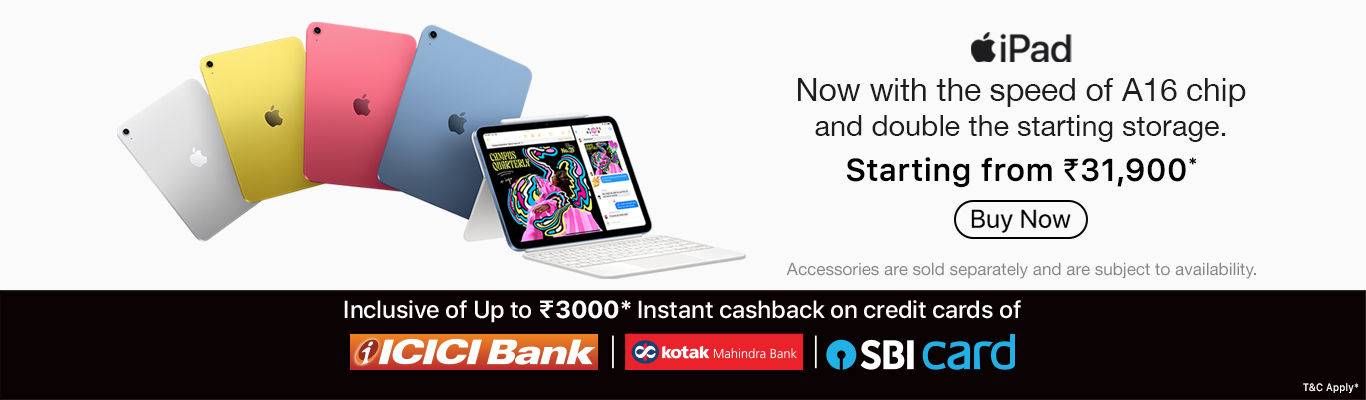 iPad
Now with the speed of A16 chip
and double the starting storage.
Starting from ₹31,900*
Buy Now
Accessories are sold separately and are subject to availability.
CAMPUS
QUARTERLY
Inclusive of Up to ₹3000* Instant cashback on credit cards of
ICICI Bank | kotak Mahindra Bank | SBI card
T&C Apply*